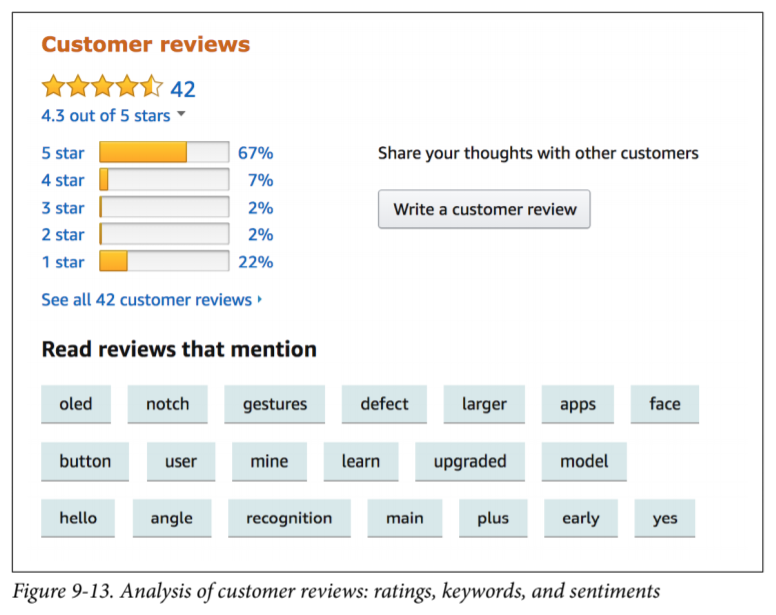 Customer reviews
42
4.3 out of 5 stars
5 star 67%
4 star 7%
3 star 2%
2 star 2%
1 star 22%
Share your thoughts with other customers
Write a customer review
See all 42 customer reviews
Read reviews that mention
oled notch gestures defect larger apps face
button user mine learn upgraded model
hello angle recognition main plus early yes
Figure 9-13. Analysis of customer reviews: ratings, keywords, and sentiments